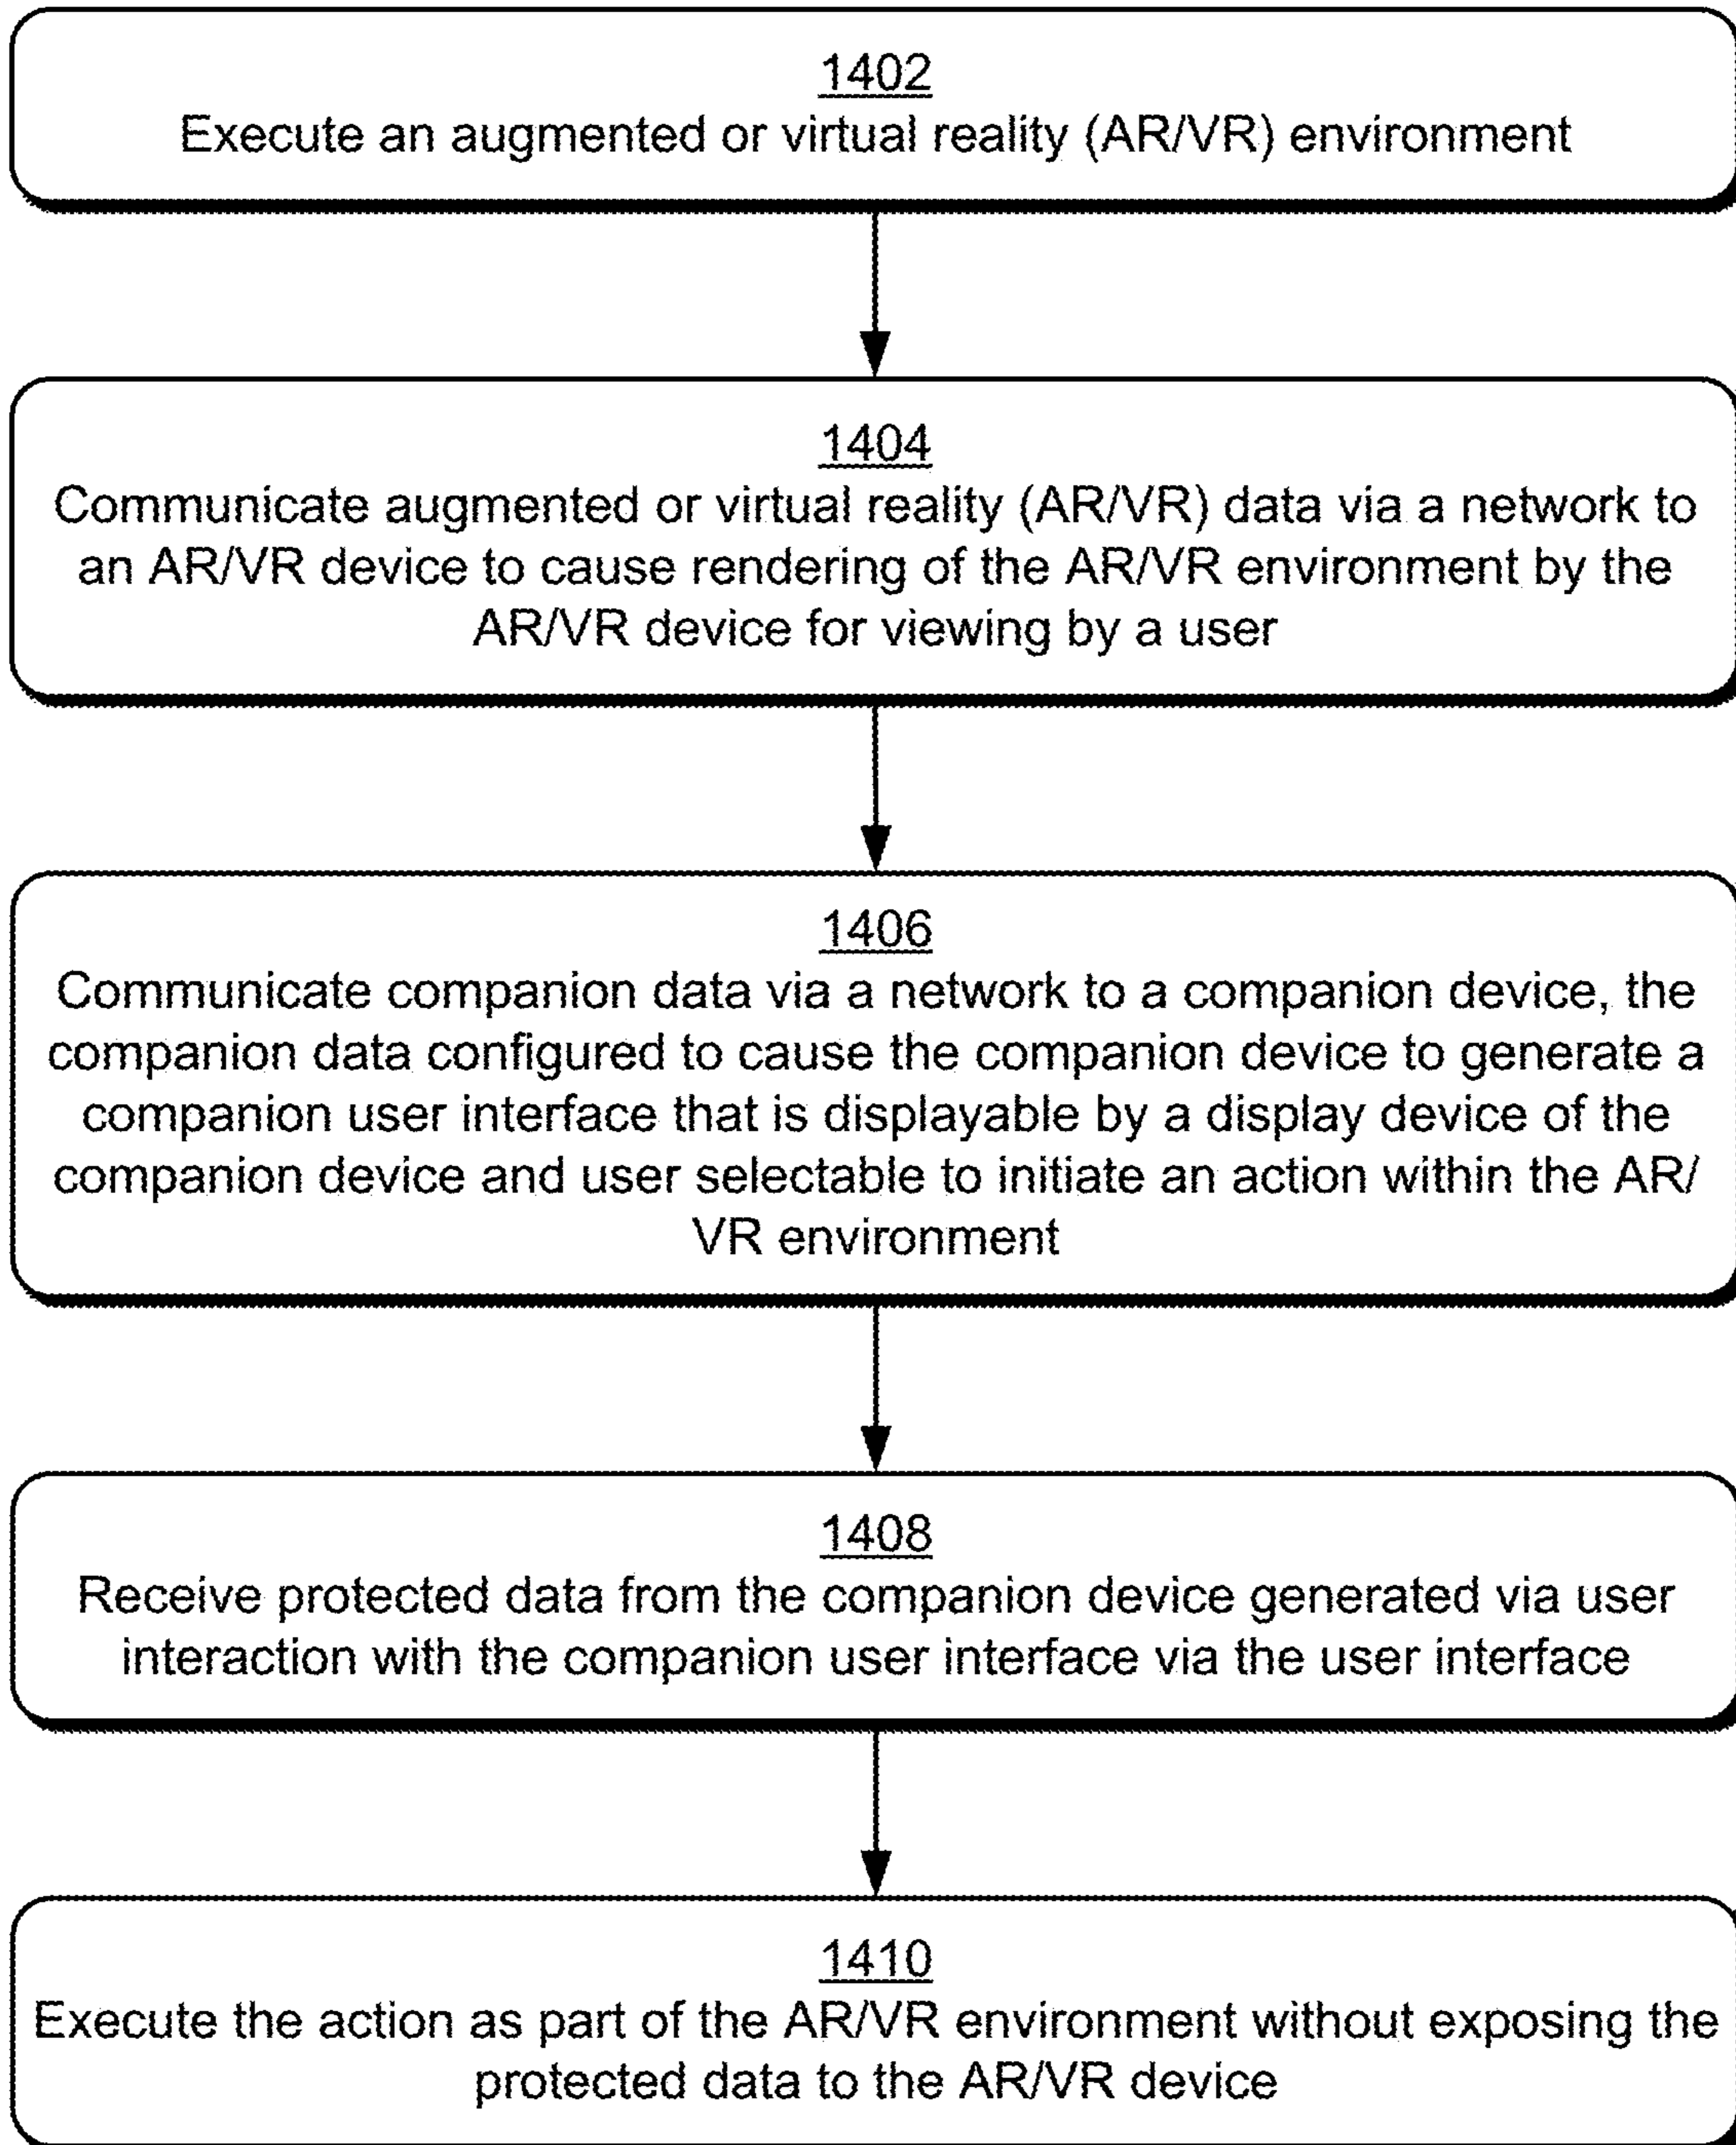 1402
Execute an augmented or virtual reality (AR/VR) environment
1404
Communicate augmented or virtual reality (AR/VR) data via a network to
an AR/VR device to cause rendering of the AR/VR environment by the
AR/VR device for viewing by a user
1406
Communicate companion data via a network to a companion device, the
companion data configured to cause the companion device to generate a
companion user interface that is displayable by a display device of the
companion device and user selectable to initiate an action within the AR/
VR environment
1408
Receive protected data from the companion device generated via user
interaction with the companion user interface via the user interface
1410
Execute the action as part of the AR/VR environment without exposing the
protected data to the AR/VR device